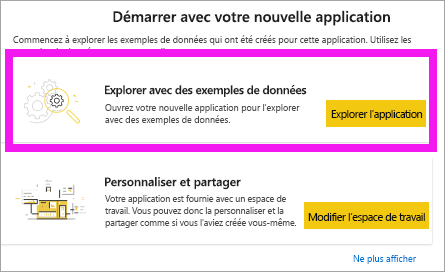 Démarrer avec votre nouvelle application
Commencez à explorer les exemples de données qui ont été créés pour cette application. Utilisez les
Explorer avec des exemples de données
Ouvrez votre nouvelle application pour l'explorer
avec des exemples de données.
Explorer l'application
Personnaliser et partager
Votre application est fournie avec un espace de
travail. Vous pouvez donc la personnaliser et la
partager comme si vous l'aviez créée vous-même.
Modifier l'espace de travail
Ne plus afficher